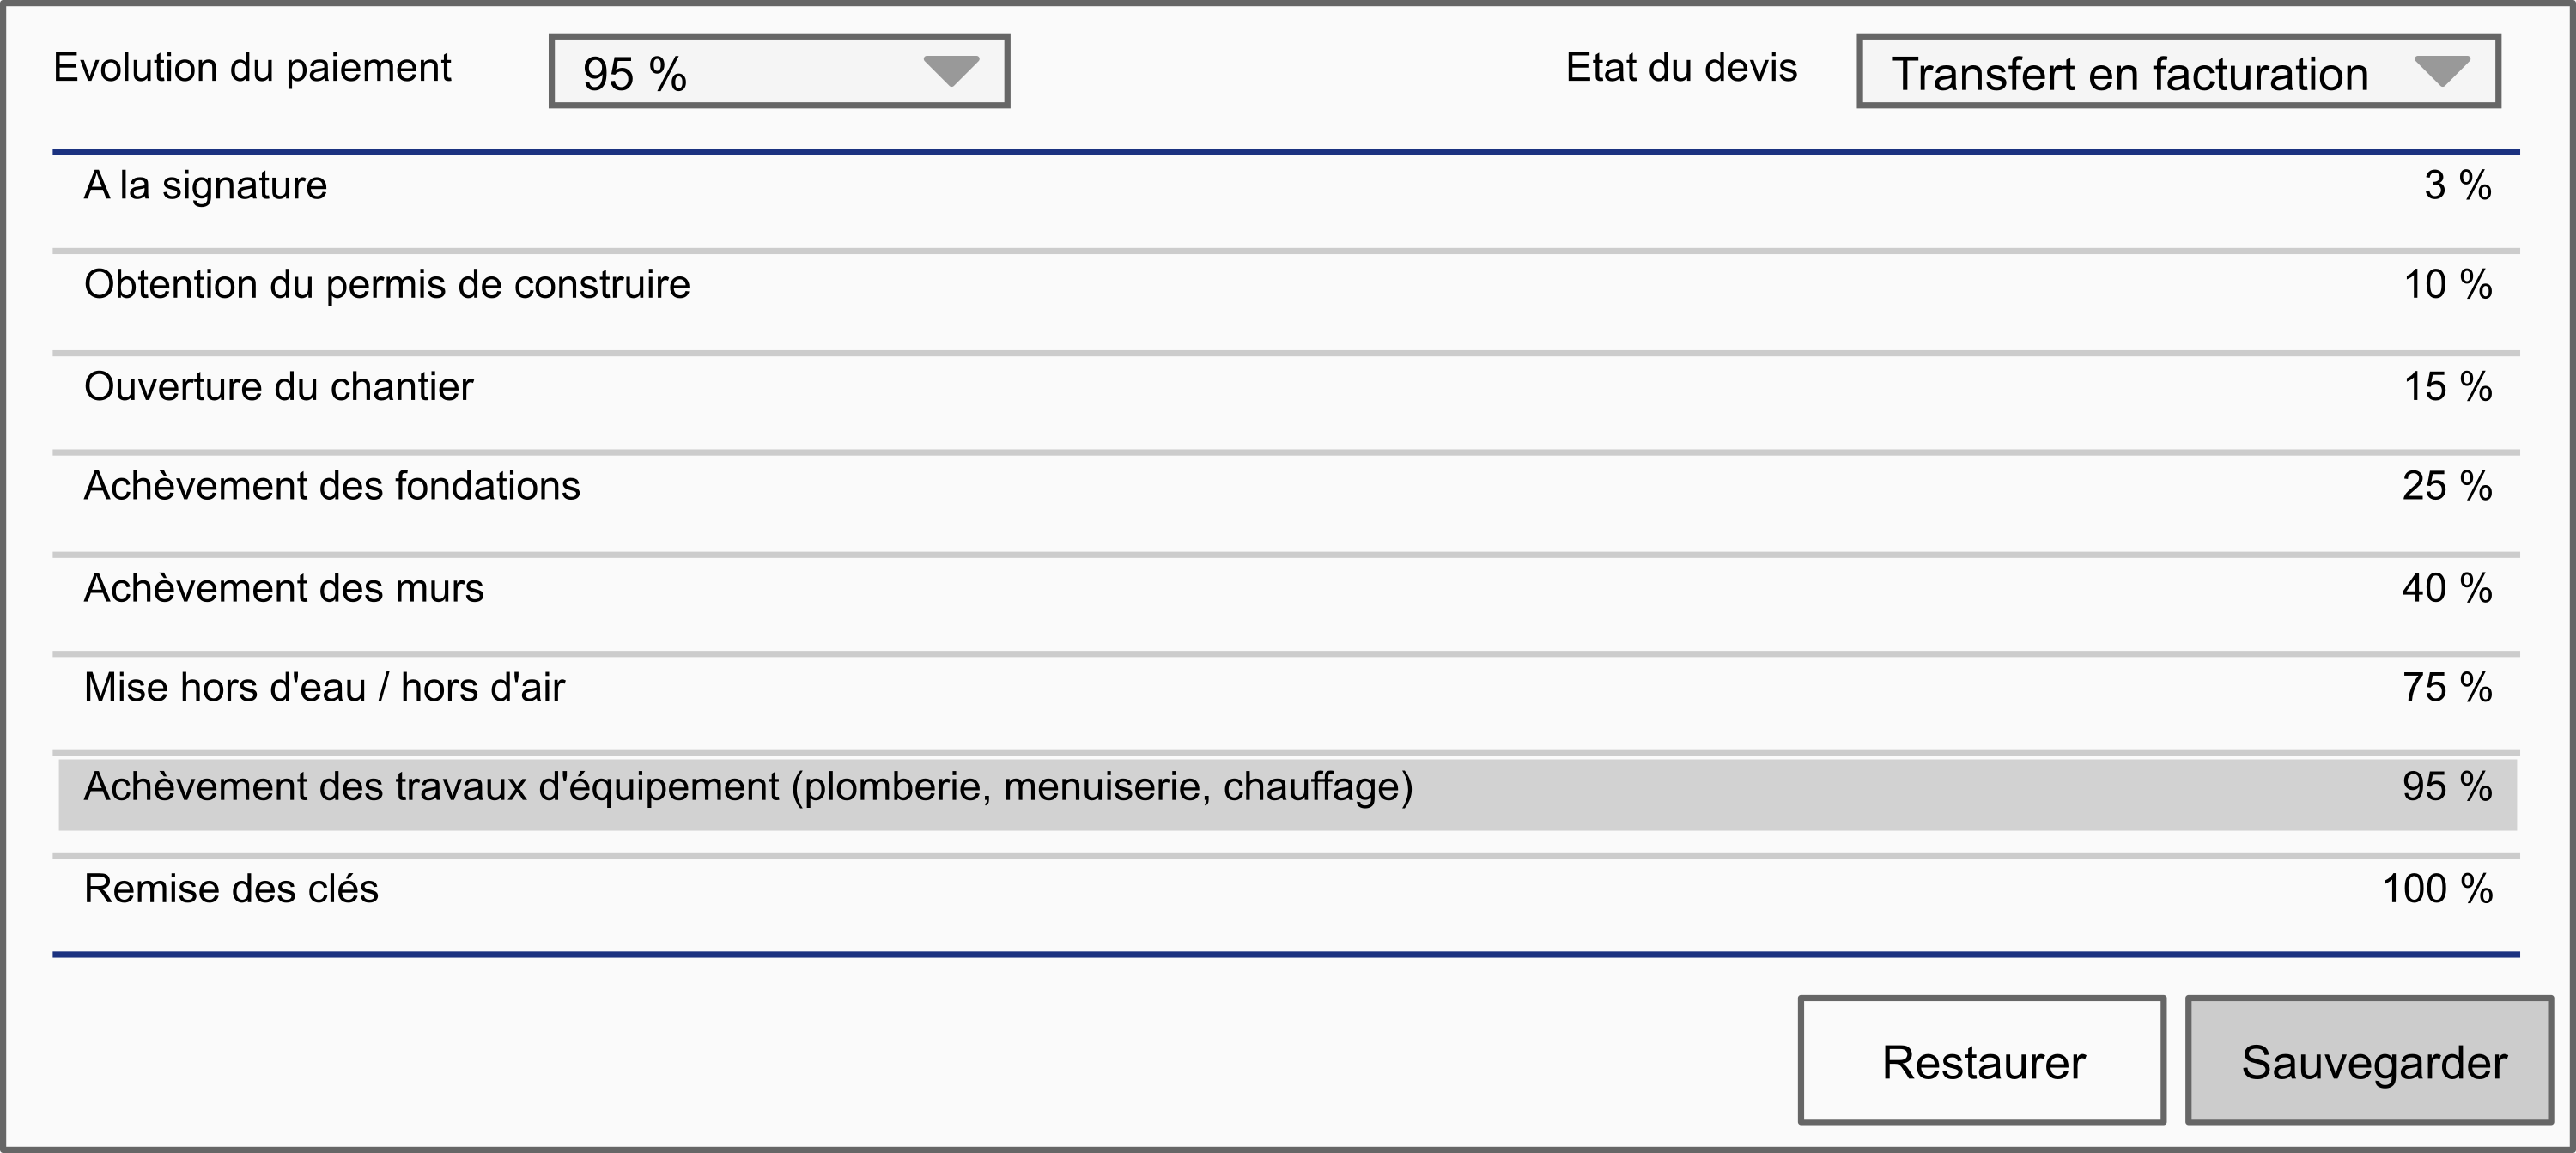 Evolution du paiement 95 % Etat du devis Transfert en facturation
A la signature 3 %
Obtention du permis de construire 10 %
Ouverture du chantier 15 %
Achèvement des fondations 25 %
Achèvement des murs 40 %
Mise hors d'eau / hors d'air 75 %
Achèvement des travaux d'équipement (plomberie, menuiserie, chauffage) 95 %
Remise des clés 100 %
Restaurer Sauvegarder